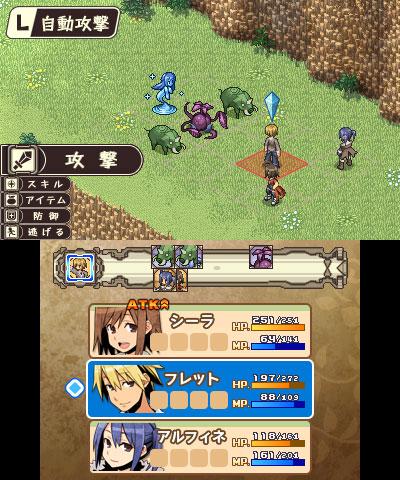 L 自動攻撃
攻撃
スキル
アイテム
防御
逃げる
ATK
シーラ
HP. 251/251
MP. 64/141
フレット
HP. 197/272
MP. 88/109
アルフィネ
HP. 118/161
MP. 161/201